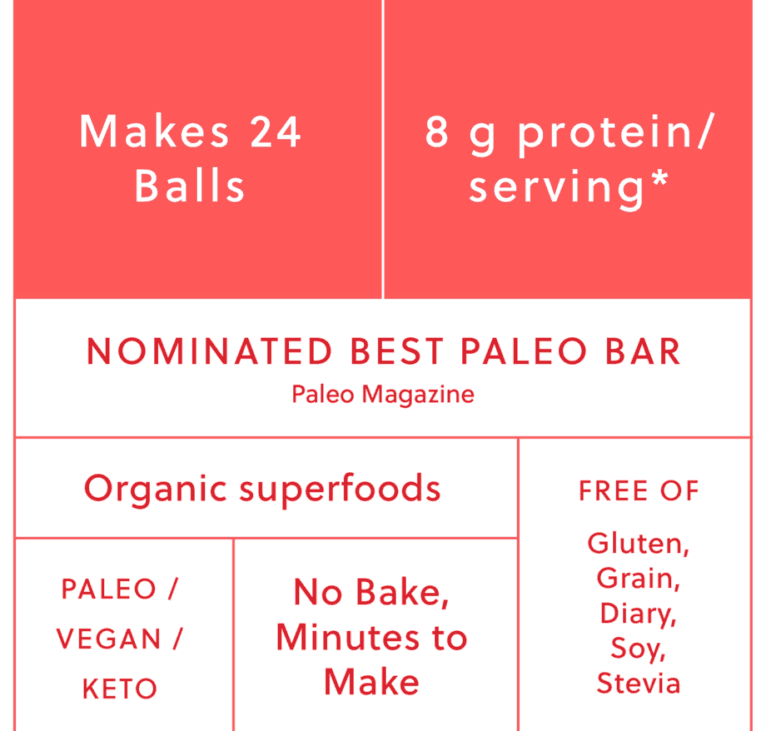 Makes 24
Balls
8 g protein/
serving*
NOMINATED BEST PALEO BAR
Paleo Magazine
Organic superfoods
PALEO /
VEGAN /
KETO
No Bake,
Minutes to
Make
FREE OF
Gluten,
Grain,
Diary,
Soy,
Stevia